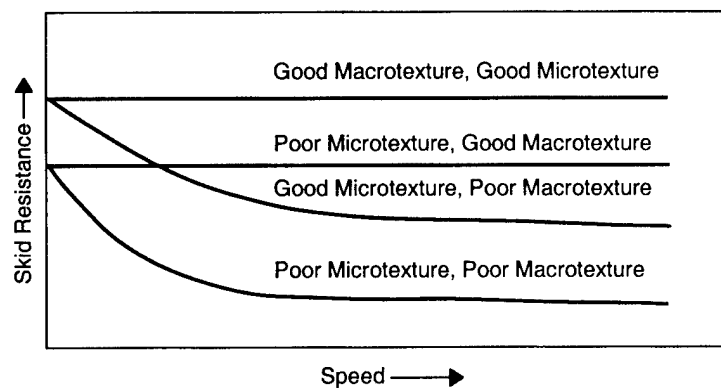 Good Macrotexture, Good Microtexture
Poor Microtexture, Good Macrotexture
Good Microtexture, Poor Macrotexture
Poor Microtexture, Poor Macrotexture
Skid Resistance
Speed